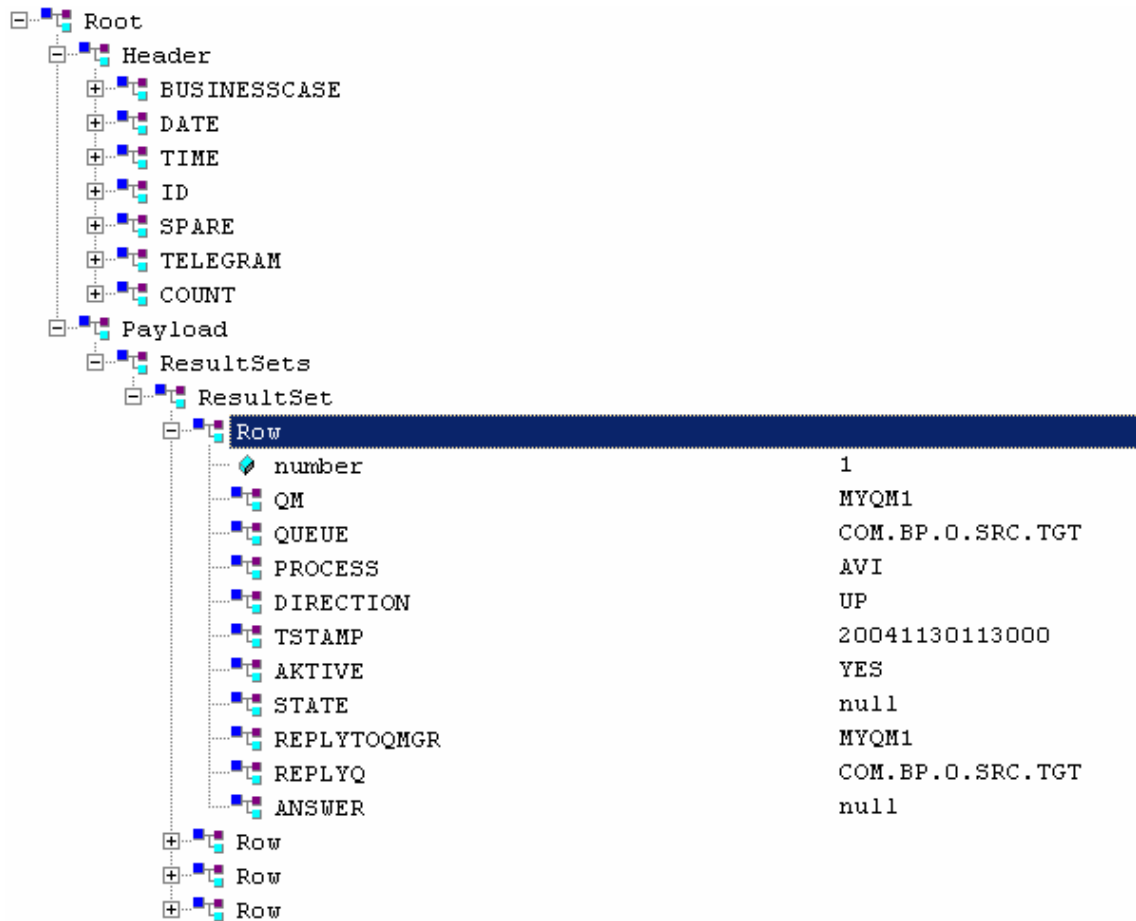 Root
Header
BUSINESSCASE
DATE
TIME
ID
SPARE
TELEGRAM
COUNT
Payload
ResultSets
ResultSet
Row
number 1
QM MYQM1
QUEUE COM.BP.O.SRC.TGT
PROCESS AVI
DIRECTION UP
TSTAMP 20041130113000
AKTIVE YES
STATE null
REPLYTOQMGR MYQM1
REPLYQ COM.BP.O.SRC.TGT
ANSWER null
Row
Row
Row